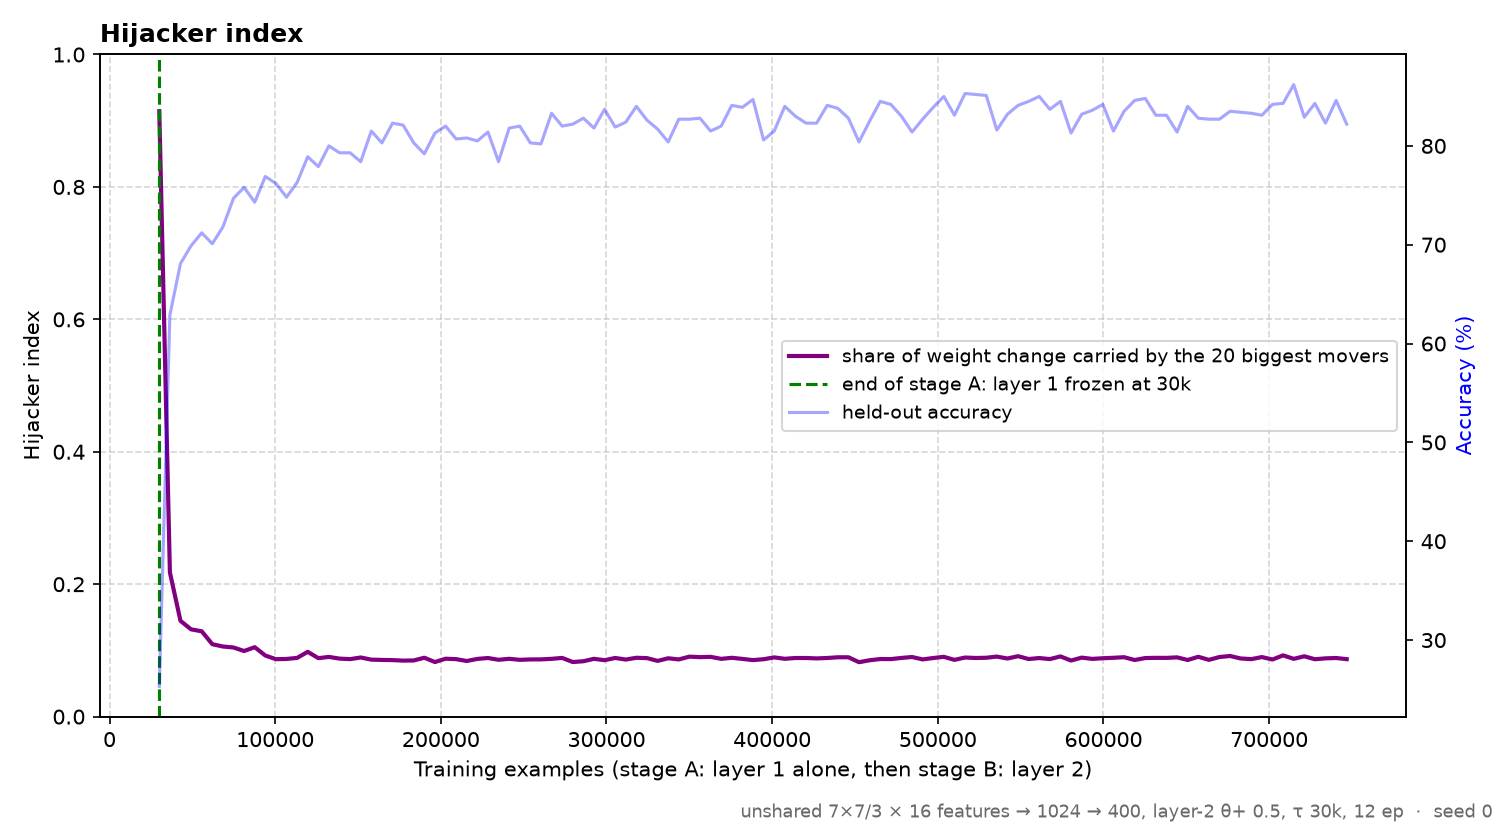 Hijacker index
1.0
0.8
0.6
0.4
0.2
0.0
Hijacker index
80
70
60
50
40
30
Accuracy (%)
share of weight change carried by the 20 biggest movers
end of stage A: layer 1 frozen at 30k
held-out accuracy
0 100000 200000 300000 400000 500000 600000 700000
Training examples (stage A: layer 1 alone, then stage B: layer 2)
unshared 7×7/3 × 16 features → 1024 → 400, layer-2 θ+ 0.5, τ 30k, 12 ep · seed 0